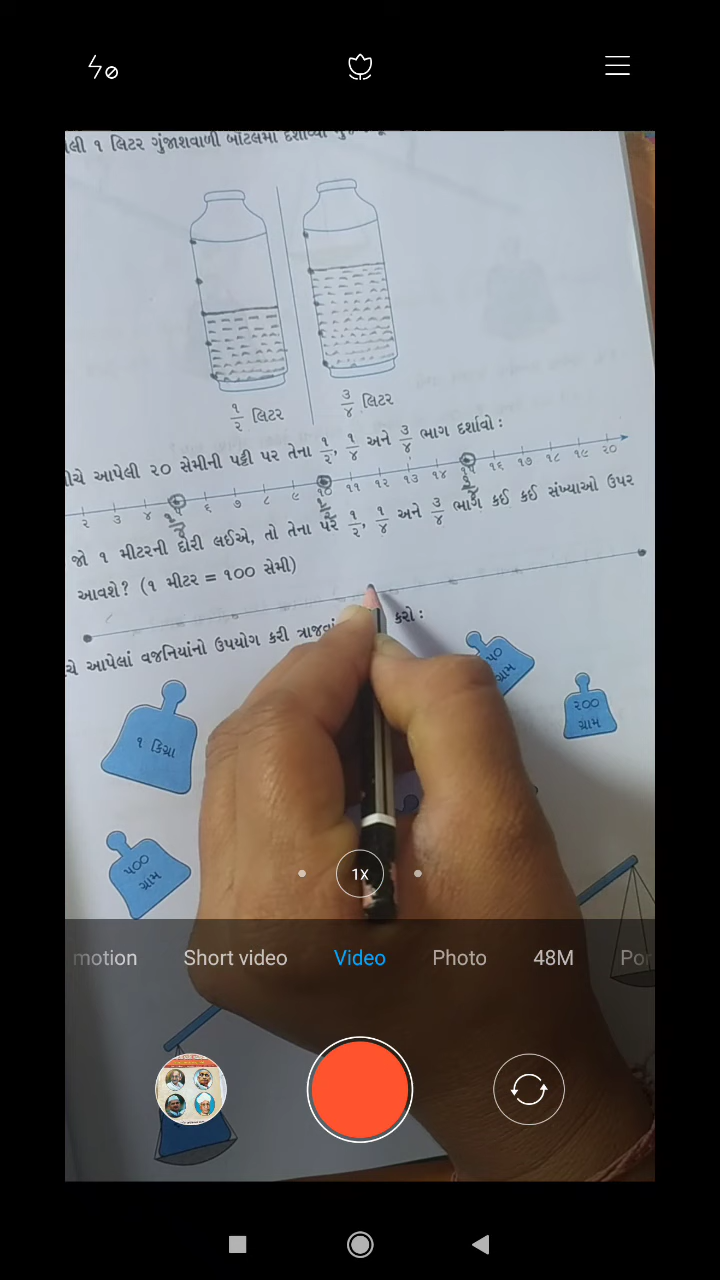 ૧ લિટર ગુંજાશવાળી બૉટલમાં
૧/૨ લિટર
૩/૪ લિટર
આપેલી ૨૦ સેમીની પટ્ટી પર તેના ૧/૨, ૧/૪ અને ૩/૪ ભાગ દર્શાવો :
૨ ૩ ૪ ૬ ૭ ૮ ૯ ૧૦ ૧૧ ૧૨ ૧૩ ૧૪ ૧૫ ૧૬ ૧૭ ૧૮ ૧૯ ૨૦
જો ૧ મીટરની દોરી લઈએ, તો તેના પર ૧/૨, ૧/૪ અને ૩/૪ ભાગ કઈ કઈ સંખ્યાઓ ઉપર
આવશે? (૧ મીટર = ૧૦૦ સેમી)
આપેલાં વજનિયાંનો ઉપયોગ કરી કરો :
ગ્રામ
૨૦૦
ગ્રામ
૧ કિગ્રા
૫૦૦
ગ્રામ
1X
motion Short video Video Photo 48M